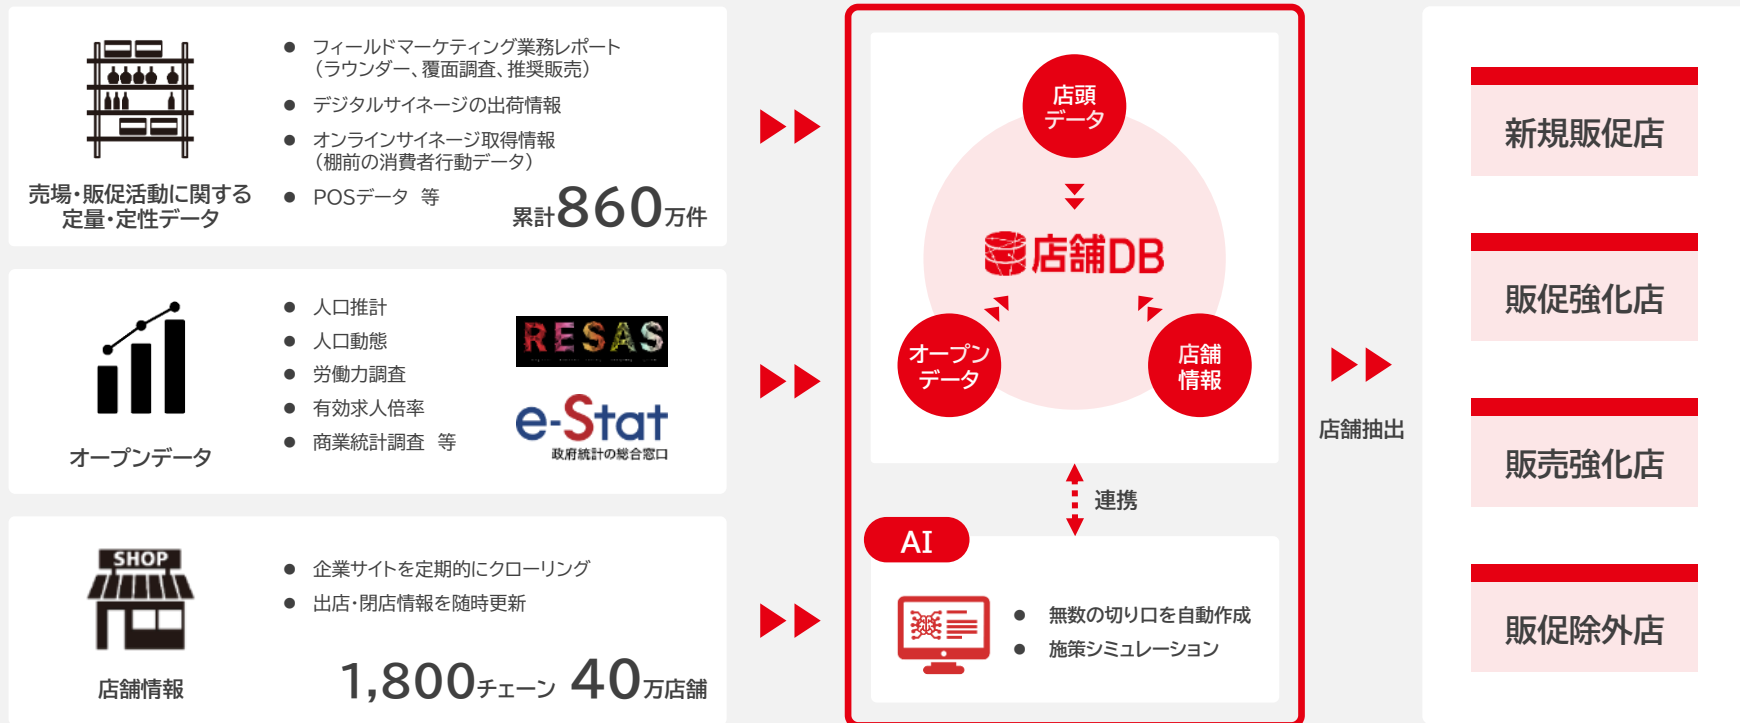 売場・販促活動に関する
定量・定性データ
● フィールドマーケティング業務レポート
（ラウンダー、覆面調査、推奨販売）
● デジタルサイネージの出荷情報
● オンラインサイネージ取得情報
（棚前の消費者行動データ）
● POSデータ 等
累計860万件
オープンデータ
● 人口推計
● 人口動態
● 労働力調査
● 有効求人倍率
● 商業統計調査 等
RESAS
e-Stat
政府統計の総合窓口
SHOP
店舗情報
● 企業サイトを定期的にクローリング
● 出店・閉店情報を随時更新
1,800チェーン 40万店舗
店頭
データ
店舗DB
オープン
データ
店舗
情報
連携
AI
● 無数の切り口を自動作成
● 施策シミュレーション
店舗抽出
新規販促店
販促強化店
販売強化店
販促除外店